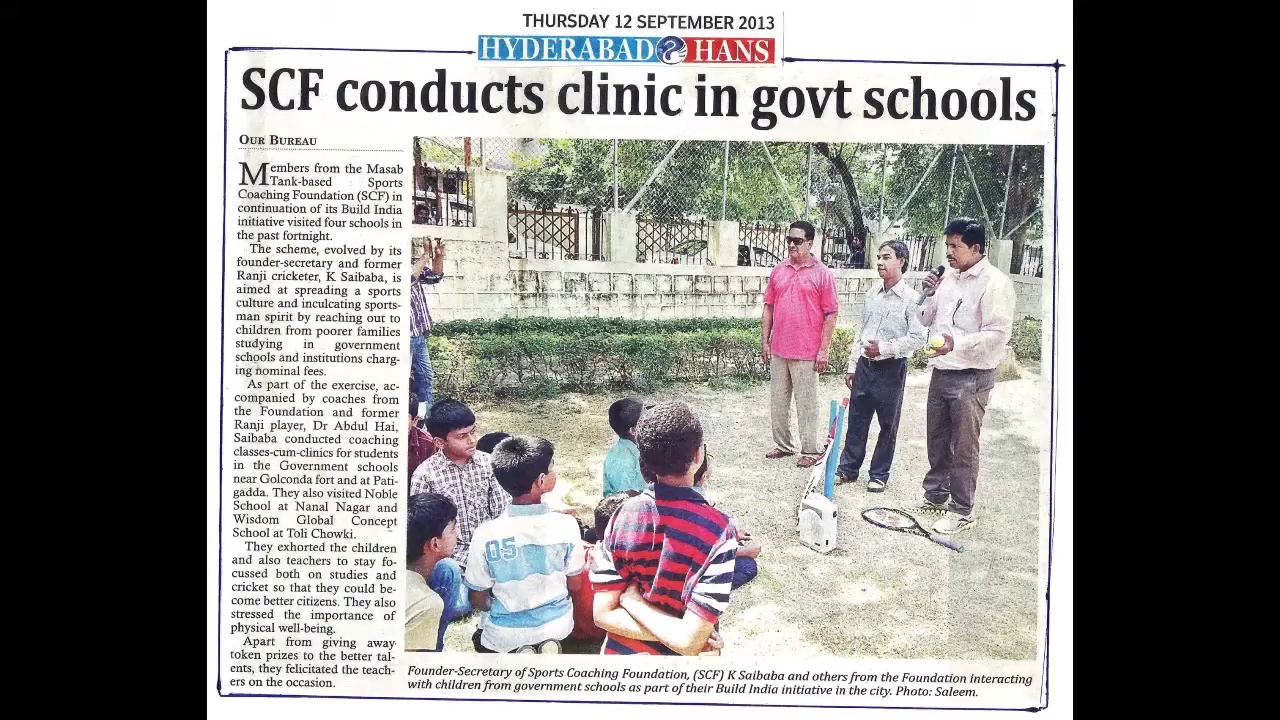 THURSDAY 12 SEPTEMBER 2013
HYDERABAD HANS
SCF conducts clinic in govt schools
OUR BUREAU
Members from the Masab
Tank-based Sports
Coaching Foundation (SCF) in
continuation of its Build India
initiative visited four schools in
the past fortnight.
The scheme, evolved by its
founder-secretary and former
Ranji cricketer, K Saibaba, is
aimed at spreading a sports
culture and inculcating sports-
man spirit by reaching out to
children from poorer families
studying in government
schools and institutions charg-
ing nominal fees.
As part of the exercise, ac-
companied by coaches from
the Foundation and former
Ranji player, Dr Abdul Hai,
Saibaba conducted coaching
classes-cum-clinics for students
in the Government schools
near Golconda fort and at Pati-
gadda. They also visited Noble
School at Nanal Nagar and
Wisdom Global Concept
School at Toli Chowki.
They exhorted the children
and also teachers to stay fo-
cussed both on studies and
cricket so that they could be-
come better citizens. They also
stressed the importance of
physical well-being.
Apart from giving away
token prizes to the better tal-
ents, they felicitated the teach-
ers on the occasion.
05
Founder-Secretary of Sports Coaching Foundation, (SCF) K Saibaba and others from the Foundation interacting
with children from government schools as part of their Build India initiative in the city. Photo: Saleem.